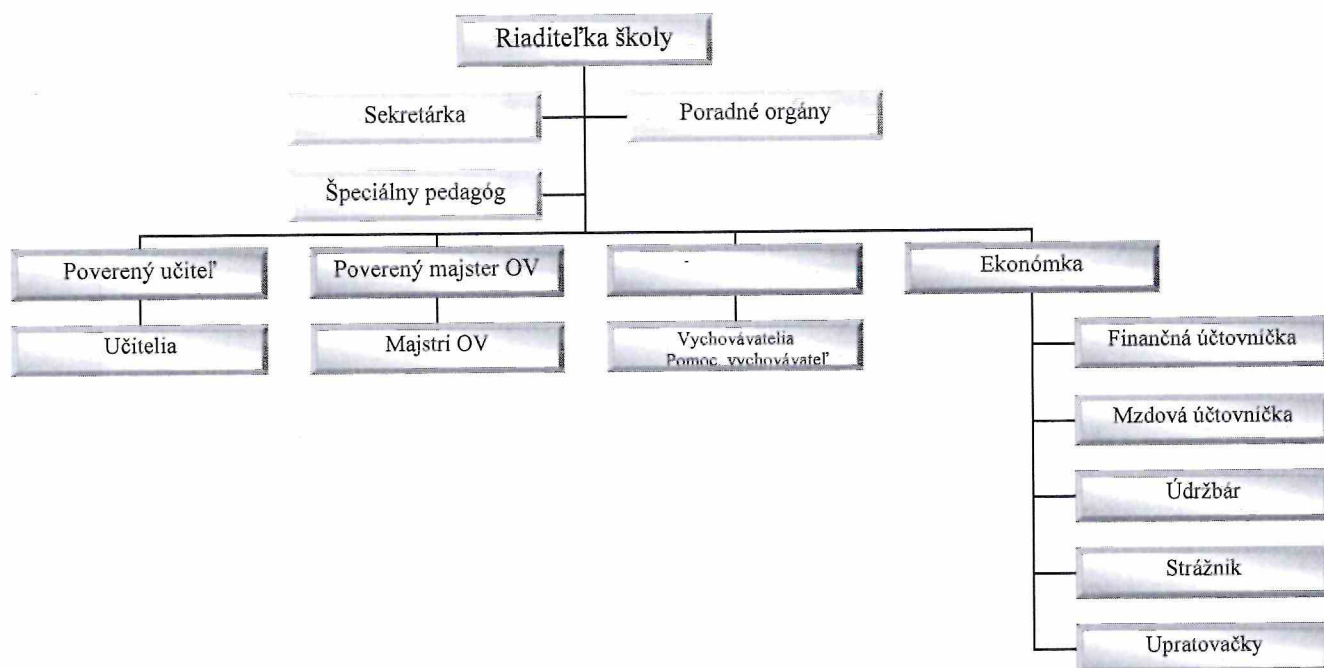 Riaditeľka školy
Sekretárka
Poradné orgány
Špeciálny pedagóg
Poverený učiteľ
Poverený majster OV
-
Ekonómka
Učitelia
Majstri OV
Vychovávatelia
Pomoc. vychovávateľ
Finančná účtovníčka
Mzdová účtovníčka
Údržbár
Strážnik
Upratovačky